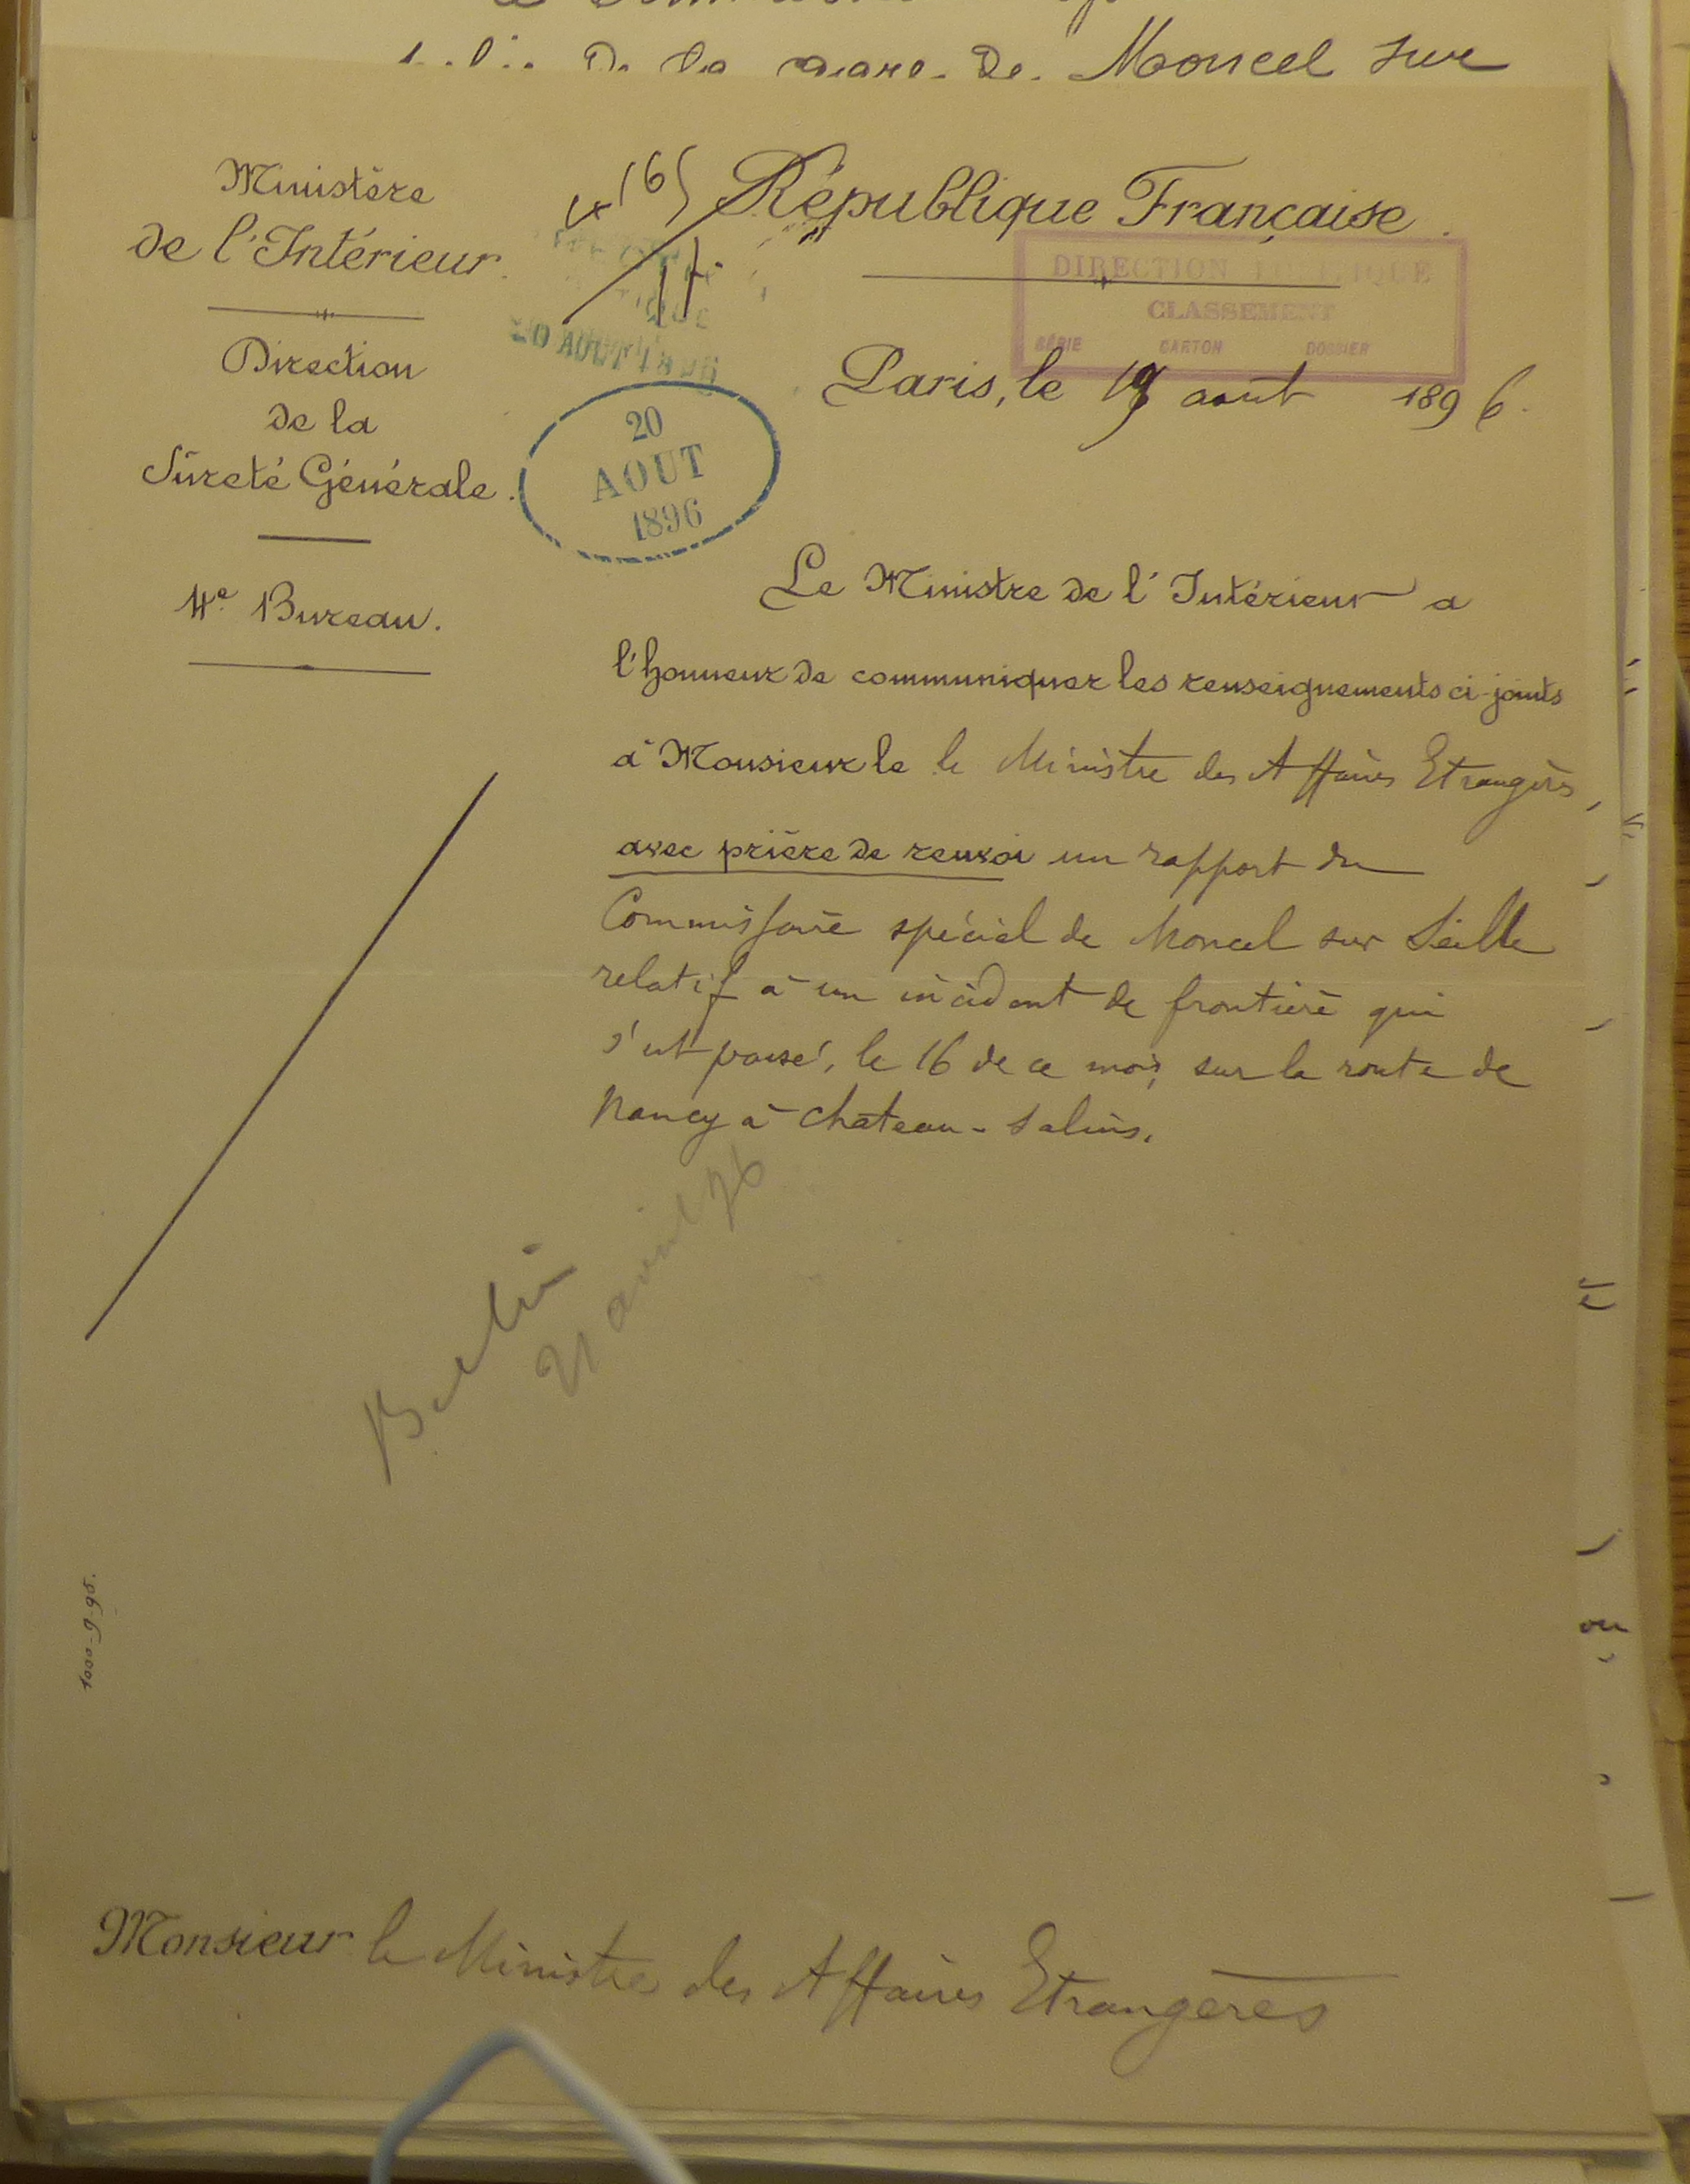 de la gare de Moncel sur
Ministère
de l'Intérieur.
Direction
de la
Sûreté Générale.
4e Bureau.
(6)
République Française.
DIRECTION POLITIQUE
CLASSEMENT
SÉRIE CARTON DOSSIER
20 AOUT 1896
Paris, le 19 aout 1896.
20
AOUT
1896
Le Ministre de l'Intérieur a
l'honneur de communiquer les renseignements ci-joints
à Monsieur le le Ministre des Affaires Etrangères,
avec prière de renvoi un rapport du
Commissaire spécial de Moncel sur Seille
relatif à un incident de frontière qui
s'est passé, le 16 de ce mois, sur la route de
Nancy à Chateau-Salins.
Berlin
21 96
1000-9-95.
ou
Monsieur le Ministre des Affaires Etrangères